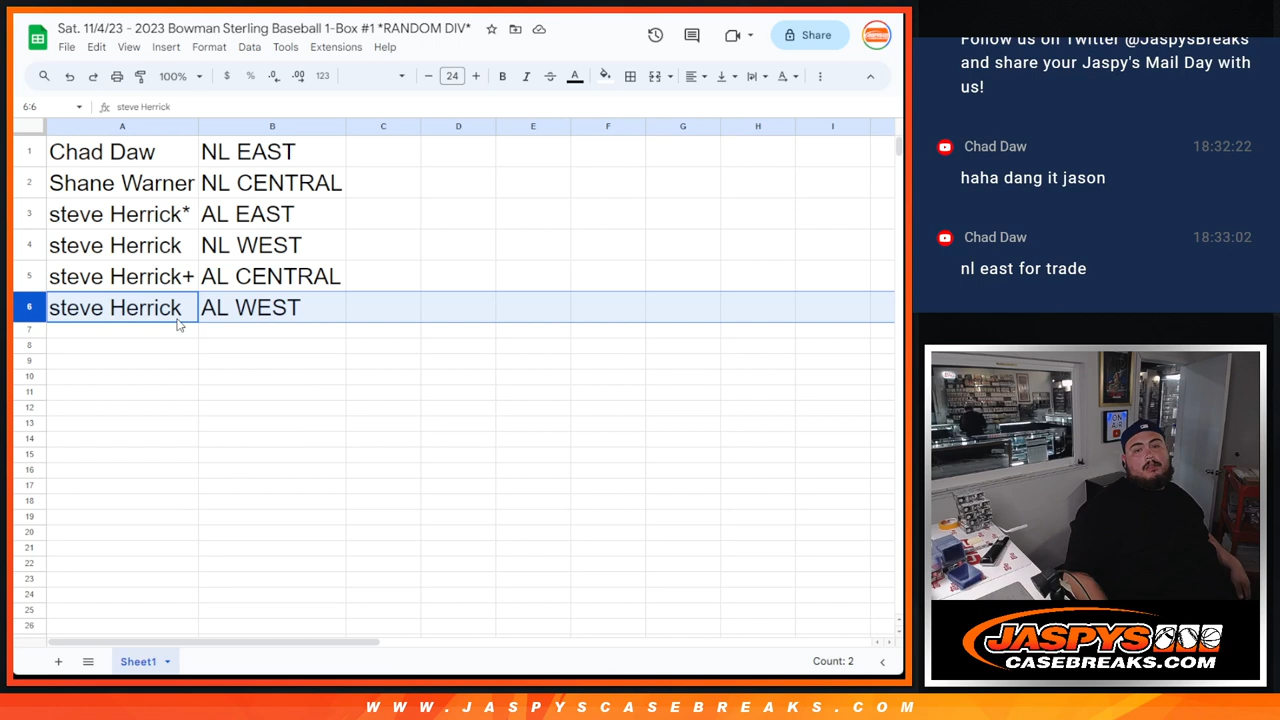 Sat. 11/4/23 - 2023 Bowman Sterling Baseball 1-Box #1 *RANDOM DIV*
File Edit View Insert Format Data Tools Extensions Help
Share
100% $ % .0 .00 123 24 B I A
6:6 fx steve Herrick
A B C D E F G H I
1 Chad Daw NL EAST
2 Shane Warner NL CENTRAL
3 steve Herrick* AL EAST
4 steve Herrick NL WEST
5 steve Herrick+ AL CENTRAL
6 steve Herrick AL WEST
7
8
9
10
11
12
13
14
15
16
17
18
19
20
21
22
23
24
25
26
Sheet1
Count: 2
Follow us on Twitter @JaspysBreaks
and share your Jaspy's Mail Day with
us!
Chad Daw 18:32:22
haha dang it jason
Chad Daw 18:33:02
nl east for trade
ON AIR
JASPYS
CASEBREAKS.COM
WWW.JASPYSCASEBREAKS.COM